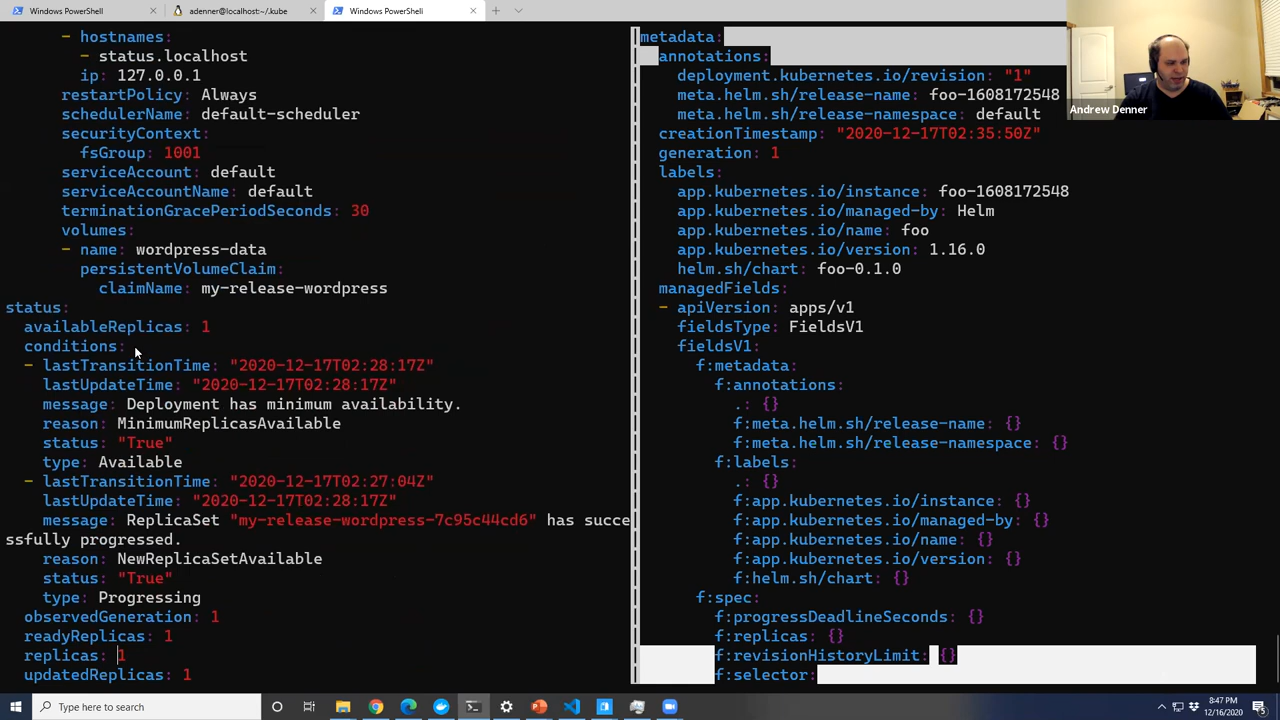 Windows PowerShell
adenner@localhost:~/.kube
Windows PowerShell
- hostnames:
- status.localhost
ip: 127.0.0.1
restartPolicy: Always
schedulerName: default-scheduler
securityContext:
fsGroup: 1001
serviceAccount: default
serviceAccountName: default
terminationGracePeriodSeconds: 30
volumes:
- name: wordpress-data
persistentVolumeClaim:
claimName: my-release-wordpress
status:
availableReplicas: 1
conditions:
- lastTransitionTime: "2020-12-17T02:28:17Z"
lastUpdateTime: "2020-12-17T02:28:17Z"
message: Deployment has minimum availability.
reason: MinimumReplicasAvailable
status: "True"
type: Available
- lastTransitionTime: "2020-12-17T02:27:04Z"
lastUpdateTime: "2020-12-17T02:28:17Z"
message: ReplicaSet "my-release-wordpress-7c95c44cd6" has succe
ssfully progressed.
reason: NewReplicaSetAvailable
status: "True"
type: Progressing
observedGeneration: 1
readyReplicas: 1
replicas: 1
updatedReplicas: 1
metadata:
annotations:
deployment.kubernetes.io/revision: "1"
meta.helm.sh/release-name: foo-1608172548
meta.helm.sh/release-namespace: default
creationTimestamp: "2020-12-17T02:35:50Z"
generation: 1
labels:
app.kubernetes.io/instance: foo-1608172548
app.kubernetes.io/managed-by: Helm
app.kubernetes.io/name: foo
app.kubernetes.io/version: 1.16.0
helm.sh/chart: foo-0.1.0
managedFields:
- apiVersion: apps/v1
fieldsType: FieldsV1
fieldsV1:
f:metadata:
f:annotations:
.: {}
f:meta.helm.sh/release-name: {}
f:meta.helm.sh/release-namespace: {}
f:labels:
.: {}
f:app.kubernetes.io/instance: {}
f:app.kubernetes.io/managed-by: {}
f:app.kubernetes.io/name: {}
f:app.kubernetes.io/version: {}
f:helm.sh/chart: {}
f:spec:
f:progressDeadlineSeconds: {}
f:replicas: {}
f:revisionHistoryLimit: {}
f:selector:
Andrew Denner
Type here to search
8:47 PM
12/16/2020
5